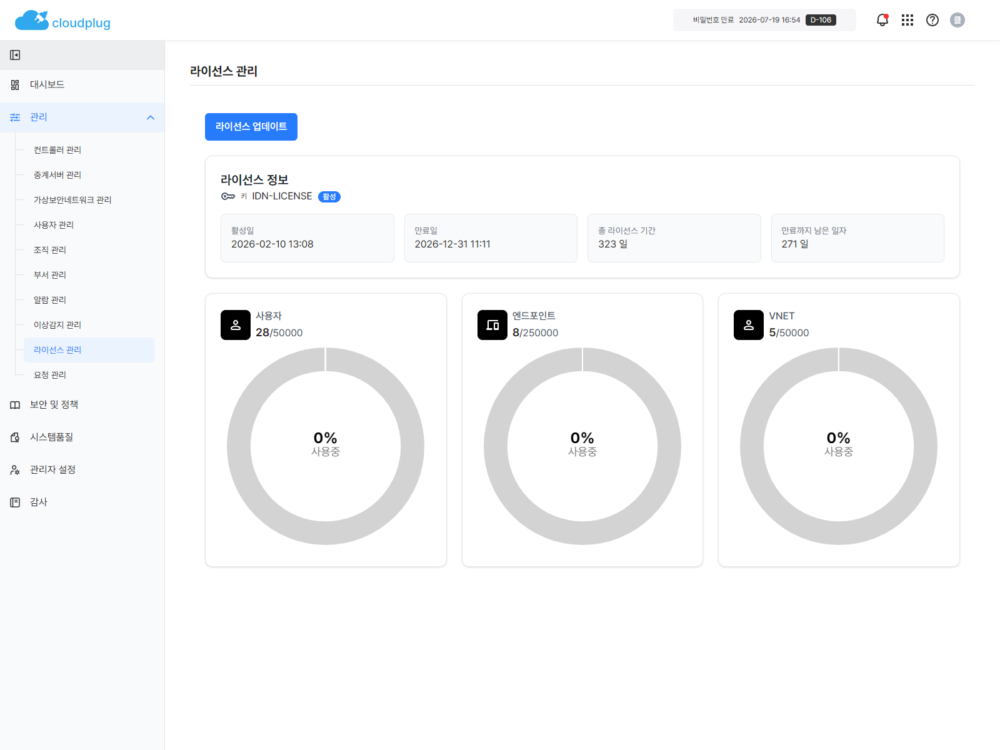 cloudplug
비밀번호 만료 2026-07-19 16:54 D-106
클
대시보드
관리
컨트롤러 관리
중계서버 관리
가상보안네트워크 관리
사용자 관리
조직 관리
부서 관리
알람 관리
이상감지 관리
라이선스 관리
요청 관리
보안 및 정책
시스템품질
관리자 설정
감사
라이선스 관리
라이선스 업데이트
라이선스 정보
키 IDN-LICENSE 활성
활성일
2026-02-10 13:08
만료일
2026-12-31 11:11
총 라이선스 기간
323 일
만료까지 남은 일자
271 일
사용자
28/50000
0%
사용중
엔드포인트
8/250000
0%
사용중
VNET
5/50000
0%
사용중